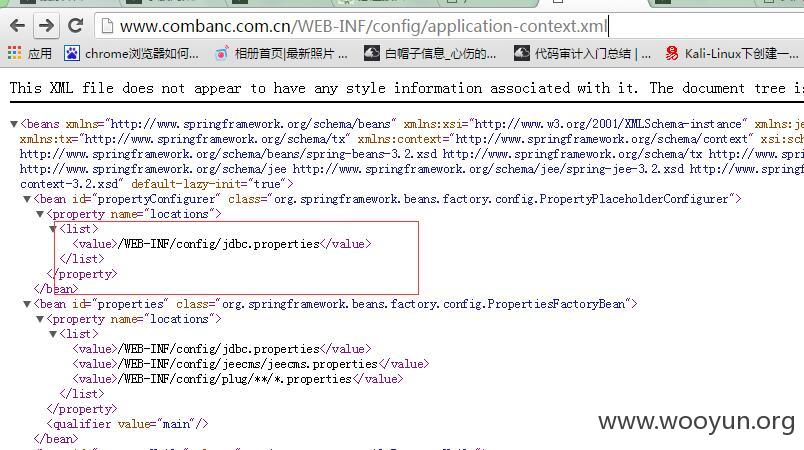 www.combanc.com.cn/WEB-INF/config/application-context.xml
应用 chrome浏览器如何... 相册首页|最新照片 ... 白帽子信息_心伤的... 代码审计入门总结 | ... Kali-Linux下创建一...
This XML file does not appear to have any style information associated with it. The document tree is
▼<beans xmlns="http://www.springframework.org/schema/beans" xmlns:xsi="http://www.w3.org/2001/XMLSchema-instance" xmlns:je
xmlns:tx="http://www.springframework.org/schema/tx" xmlns:context="http://www.springframework.org/schema/context" xsi:sch
http://www.springframework.org/schema/beans/spring-beans-3.2.xsd http://www.springframework.org/schema/tx http://www.spri
http://www.springframework.org/schema/jee http://www.springframework.org/schema/jee/spring-jee-3.2.xsd http://www.springf
context-3.2.xsd" default-lazy-init="true">
▼<bean id="propertyConfigurer" class="org.springframework.beans.factory.config.PropertyPlaceholderConfigurer">
▼<property name="locations">
▼<list>
<value>/WEB-INF/config/jdbc.properties</value>
</list>
</property>
</bean>
▼<bean id="properties" class="org.springframework.beans.factory.config.PropertiesFactoryBean">
▼<property name="locations">
▼<list>
<value>/WEB-INF/config/jdbc.properties</value>
<value>/WEB-INF/config/jeecms/jeecms.properties</value>
<value>/WEB-INF/config/plug/**/*.properties</value>
</list>
</property>
<qualifier value="main"/>
</bean>
www.wooyun.org